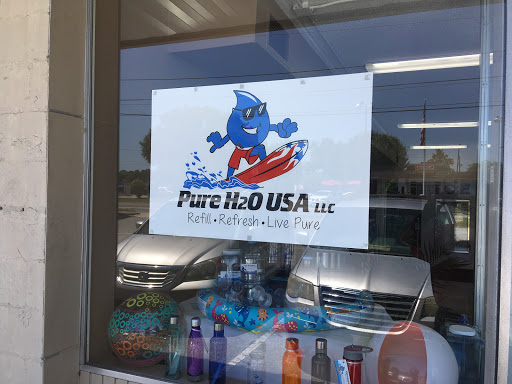 Pure H2O USA LLC
Refill • Refresh • Live Pure